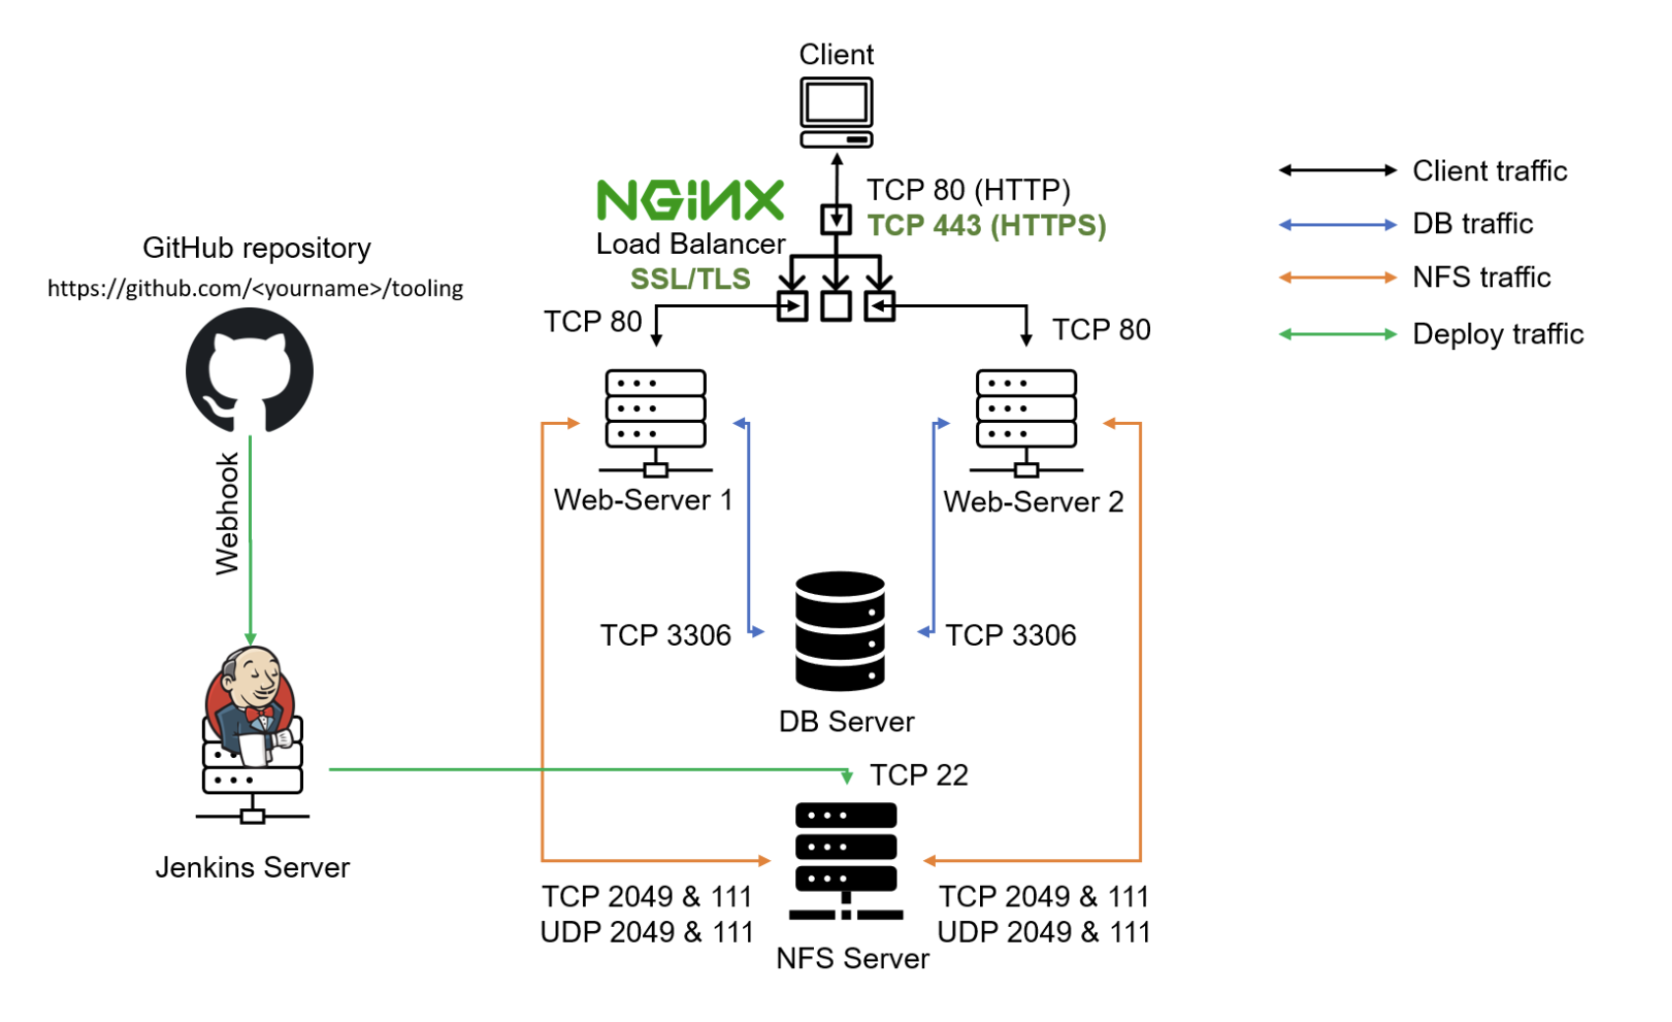 Client
NGiNX
TCP 80 (HTTP)
TCP 443 (HTTPS)
Load Balancer
SSL/TLS
Client traffic
DB traffic
NFS traffic
Deploy traffic
GitHub repository
https://github.com/<yourname>/tooling
TCP 80
TCP 80
Webhook
Web-Server 1
Web-Server 2
TCP 3306
TCP 3306
DB Server
TCP 22
Jenkins Server
TCP 2049 & 111
UDP 2049 & 111
TCP 2049 & 111
UDP 2049 & 111
NFS Server